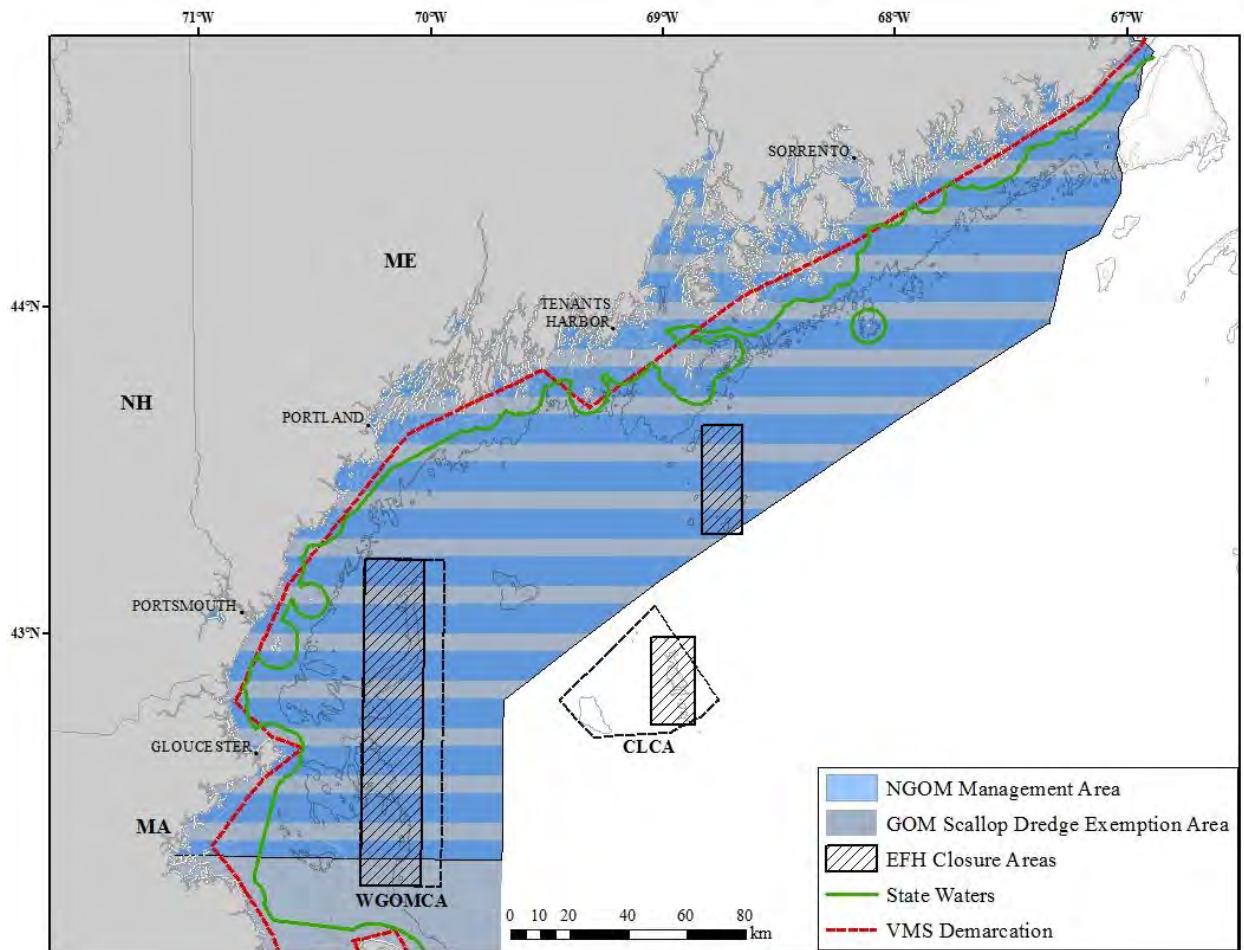 71°W 70°W 69°W 68°W 67°W
SORRENTO
ME
44°N
TENANTS
HARBOR
NH
PORTLAND
PORTSMOUTH
43°N
GLOUCESTER
CLCA
MA
WGOMCA
NGOM Management Area
GOM Scallop Dredge Exemption Area
EFH Closure Areas
State Waters
VMS Demarcation
0 10 20 40 60 80
km